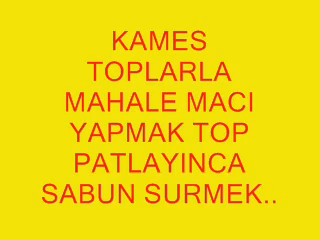 KAMES
TOPLARLA
MAHALE MACI
YAPMAK TOP
PATLAYINCA
SABUN SURMEK..